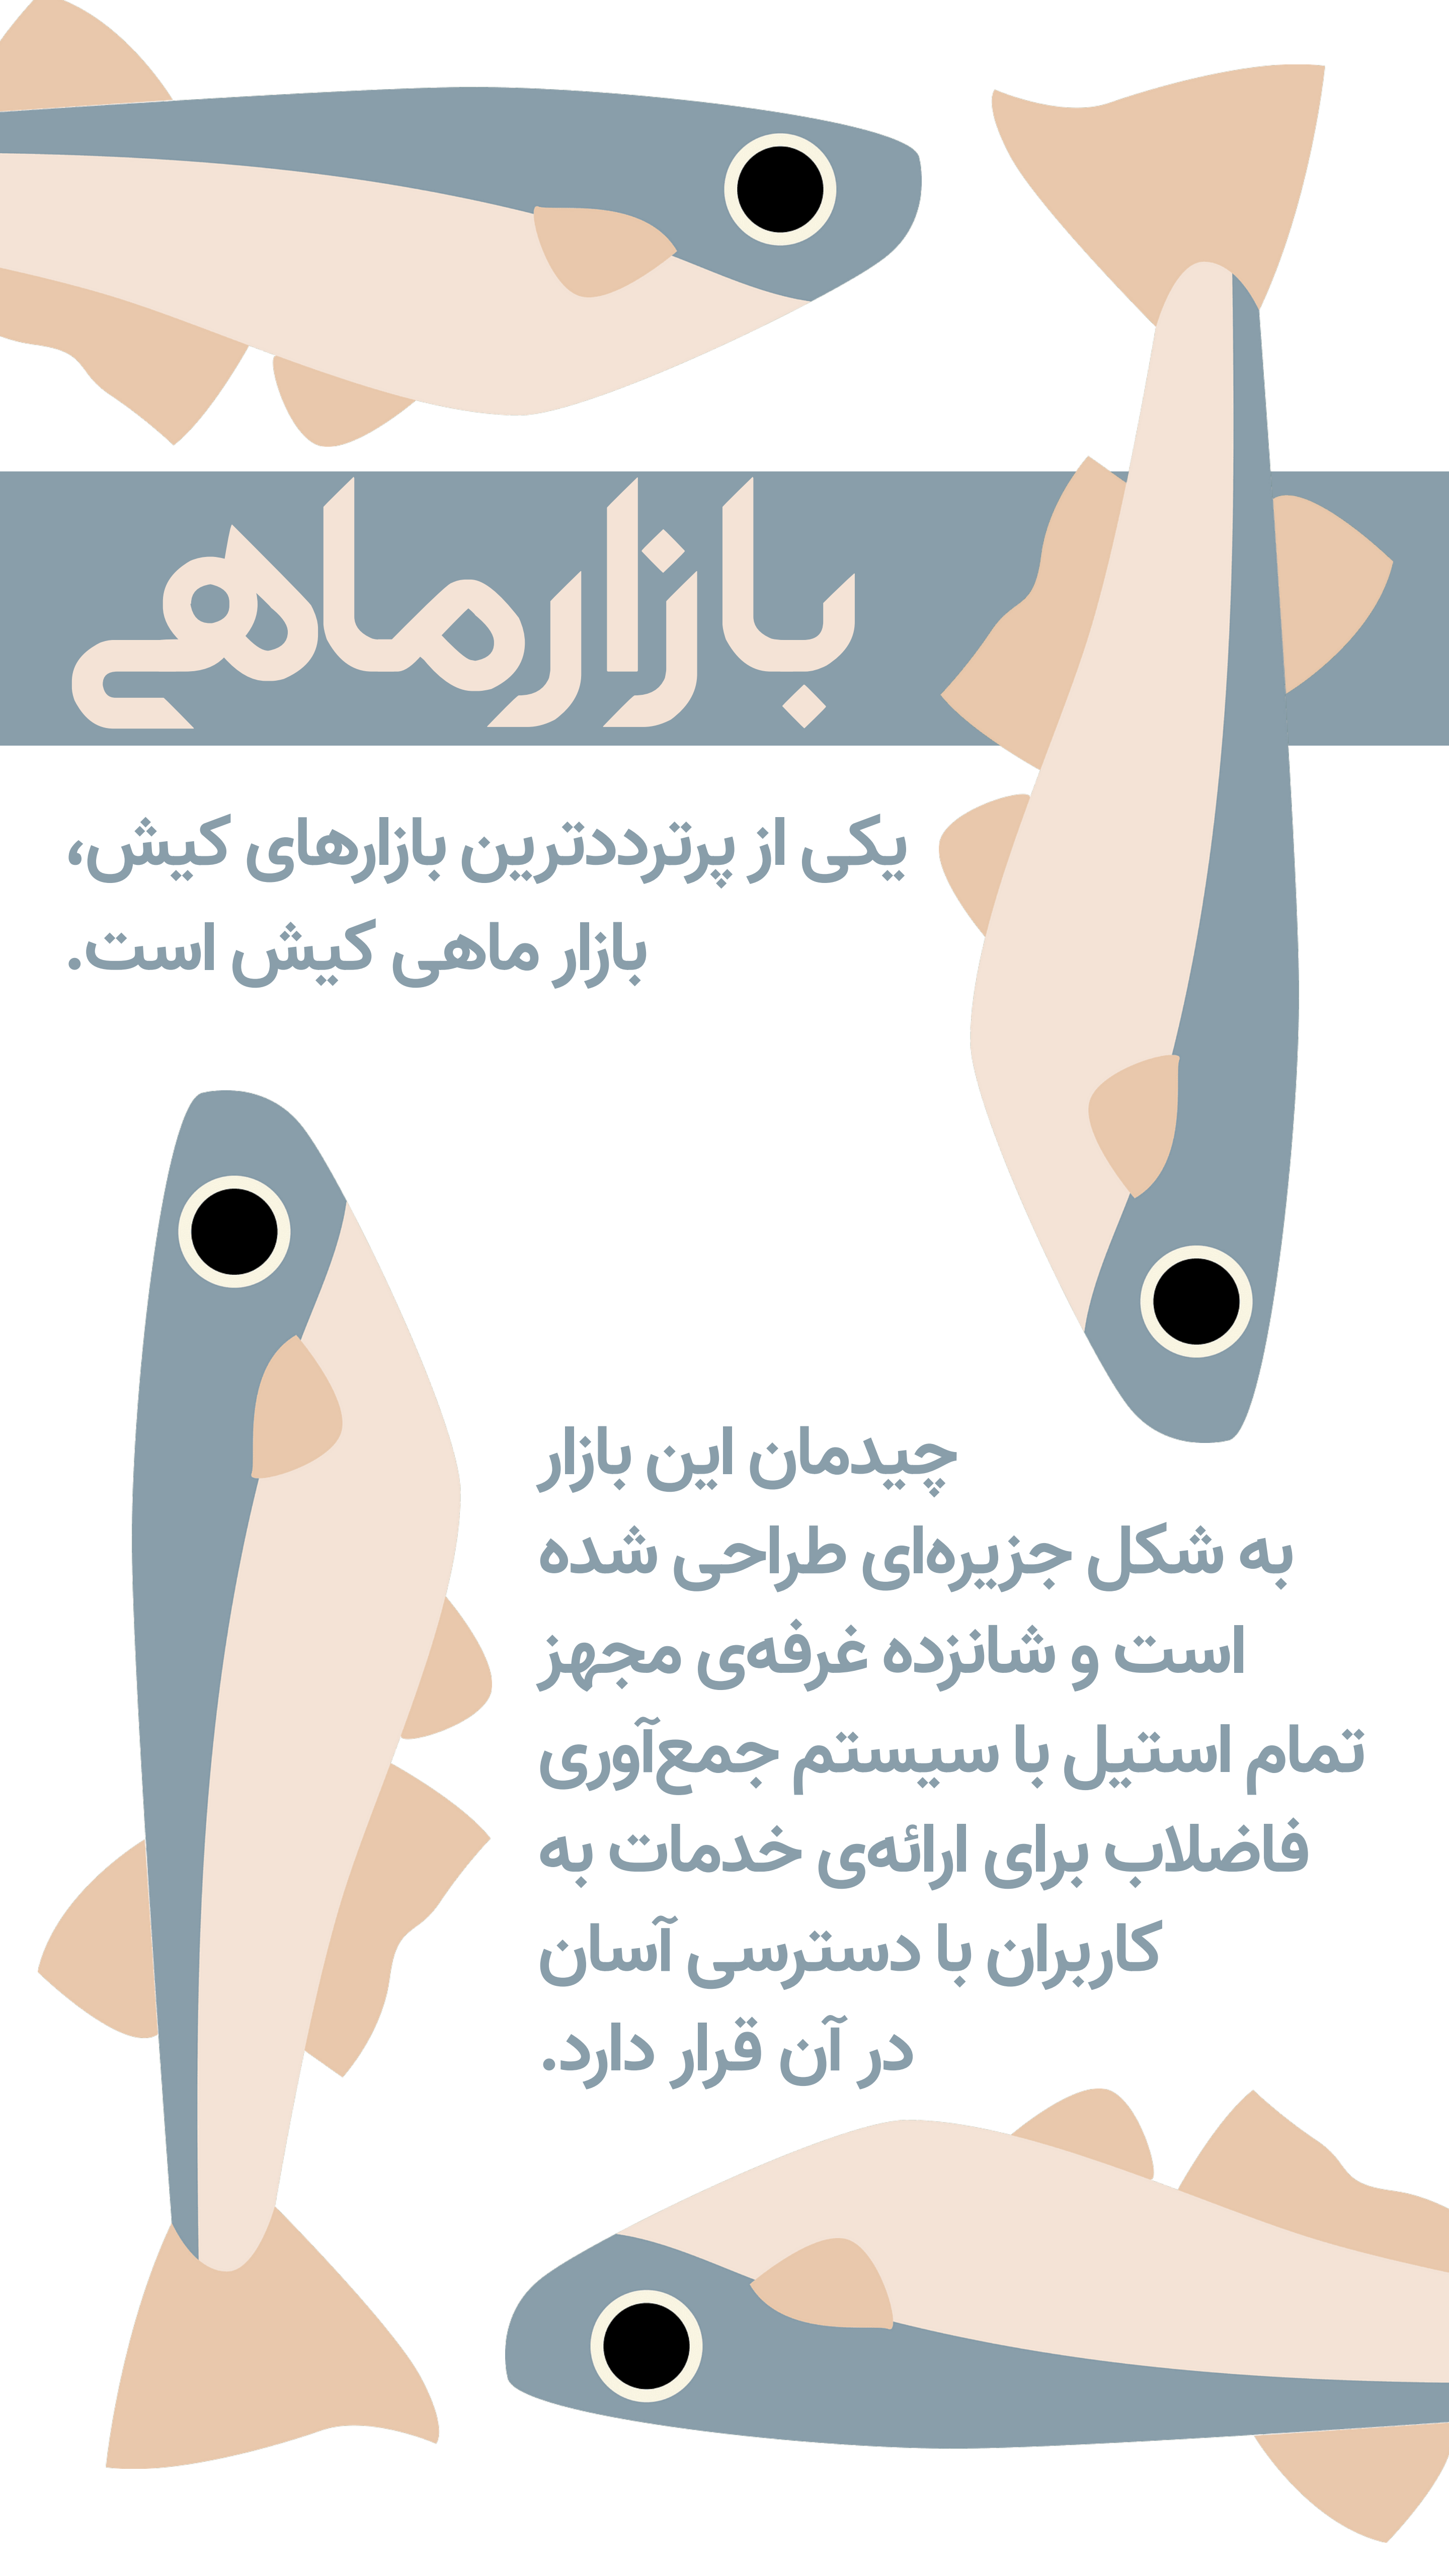 بازار ماهی
یکی از پرترددترین بازارهای کیش،
بازار ماهی کیش است.
چیدمان این بازار
به شکل جزیره‌ای طراحی شده
است و شانزده غرفه‌ی مجهز
تمام استیل با سیستم جمع‌آوری
فاضلاب برای ارائه‌ی خدمات به
کاربران با دسترسی آسان
در آن قرار دارد.